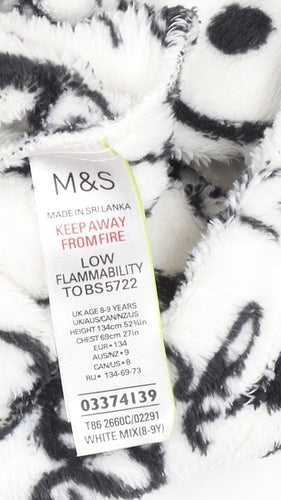 M&S
MADE IN SRI LANKA
KEEP AWAY
FROM FIRE
LOW
FLAMMABILITY
TO BS 5722
UK AGE 8-9 YEARS
UK/AUS/CAN/NZ/US
HEIGHT 134cm 52¾in
CHEST 69cm 27in
EUR • 134
AUS/NZ • 9
CAN/US • 8
RU • 134-69-73
03374139
T86 2660C/02291
WHITE MIX(8-9Y)